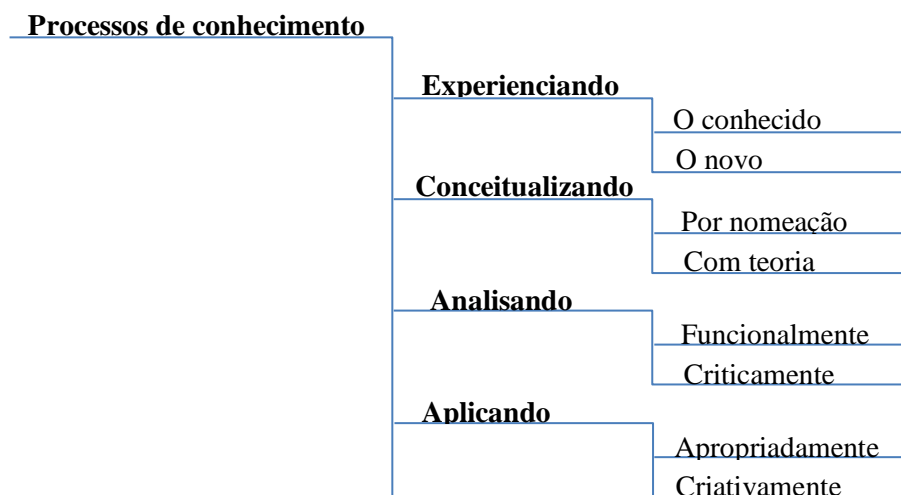 Processos de conhecimento
Experienciando
O conhecido
O novo
Conceitualizando
Por nomeação
Com teoria
Analisando
Funcionalmente
Criticamente
Aplicando
Apropriadamente
Criativamente